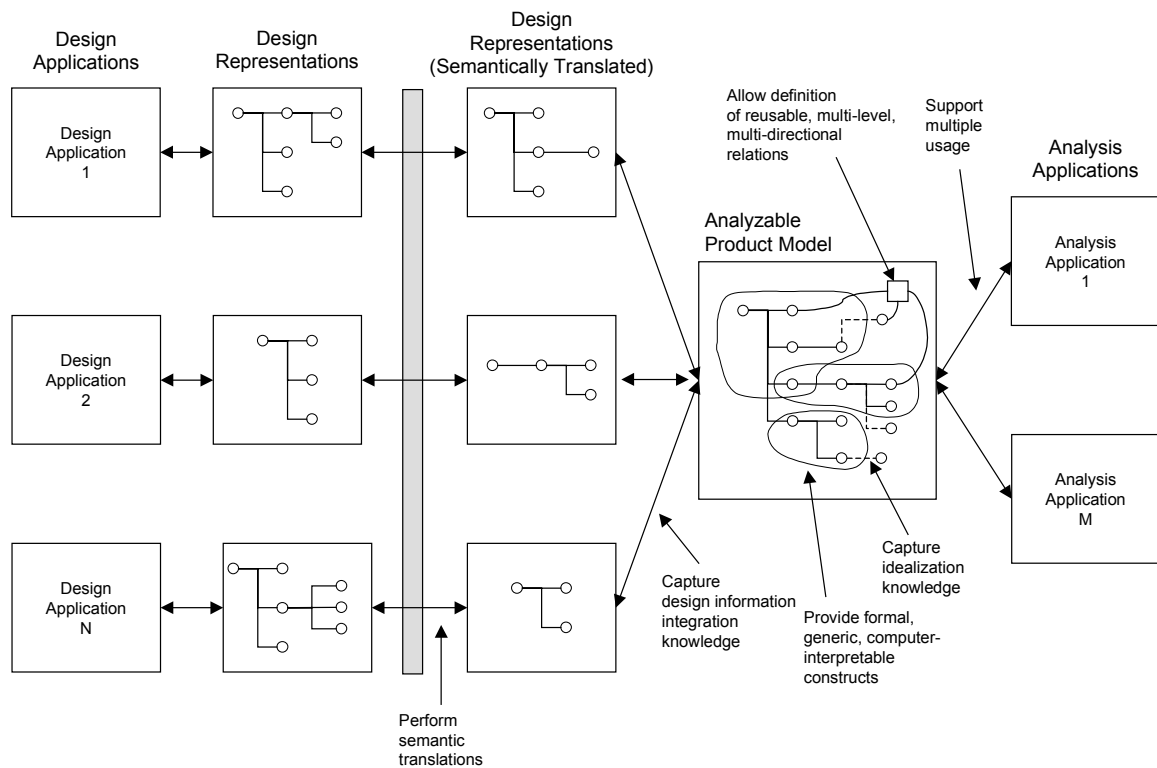 Design
Applications
Design
Representations
Design
Representations
(Semantically Translated)
Design
Application
1
Design
Application
2
Design
Application
N
Analyzable
Product Model
Allow definition
of reusable, multi-level,
multi-directional
relations
Support
multiple
usage
Analysis
Applications
Analysis
Application
1
Analysis
Application
M
Capture
idealization
knowledge
Capture
design information
integration
knowledge
Provide formal,
generic, computer-
interpretable
constructs
Perform
semantic
translations